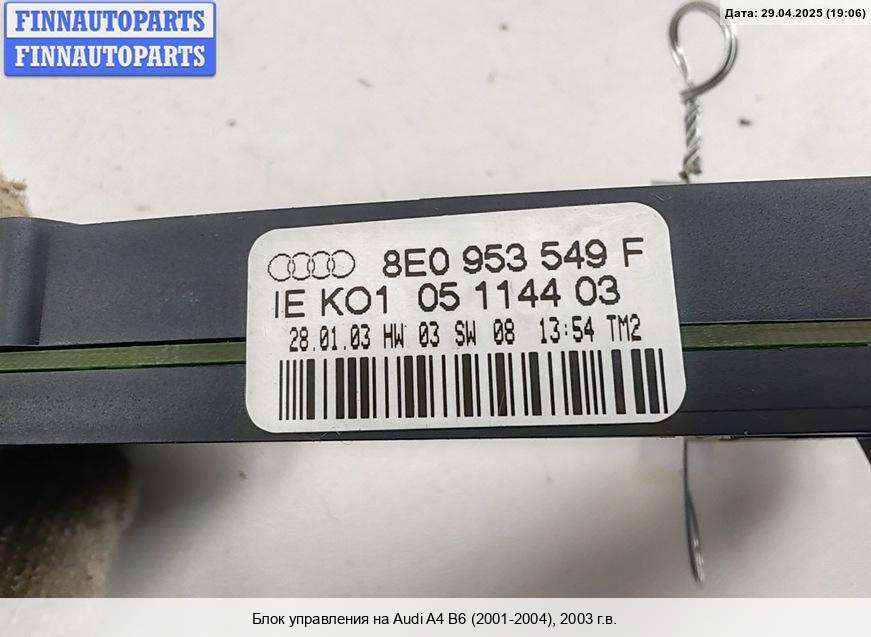 FINNAUTOPARTS
FINNAUTOPARTS
Дата: 29.04.2025 (19:06)
8E0 953 549 F
IE KO1 05 1144 03
28.01.03 HW 03 SW 08 13:54 TM2
Блок управления на Audi A4 B6 (2001-2004), 2003 г.в.